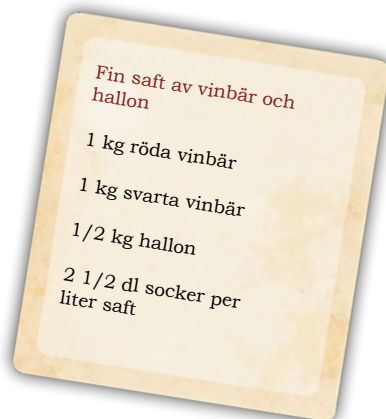 Fin saft av vinbär och
hallon
1 kg röda vinbär
1 kg svarta vinbär
1/2 kg hallon
2 1/2 dl socker per
liter saft